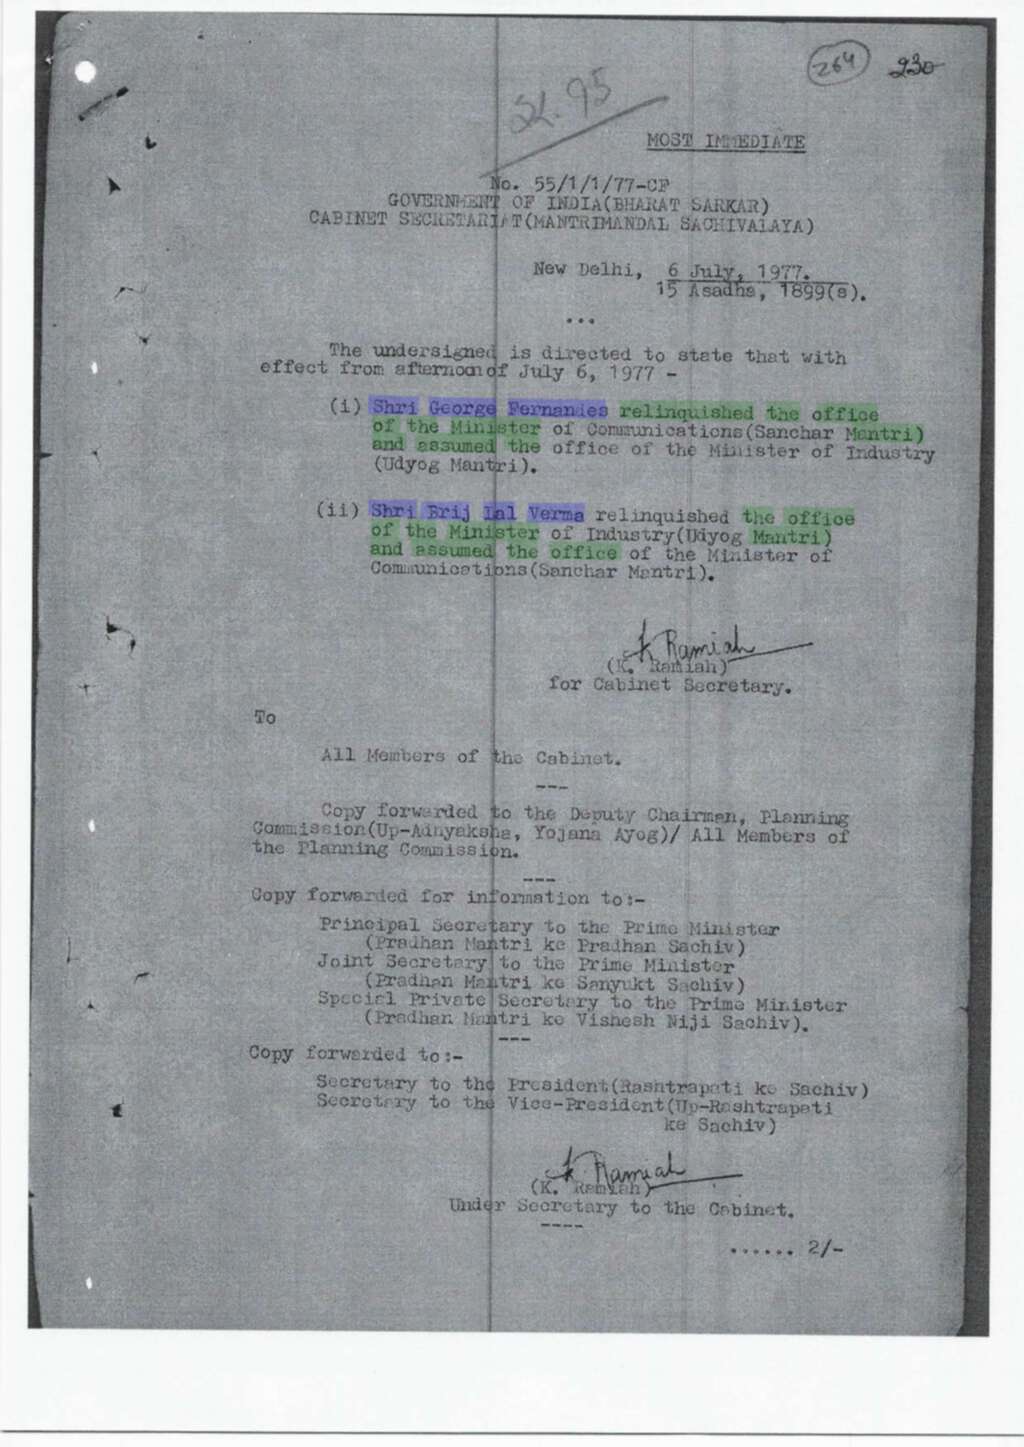 264 230
SL. 95
MOST IMMEDIATE
No. 55/1/1/77-CF
GOVERNMENT OF INDIA(BHARAT SARKAR)
CABINET SECRETARIAT(MANTRIMANDAL SACHIVALAYA)
New Delhi, 6 July, 1977.
15 Asadha, 1899(s).
...
The undersigned is directed to state that with
effect from afternoon of July 6, 1977 -
(i) Shri George Fernandes relinquished the office
of the Minister of Communications(Sanchar Mantri)
and assumed the office of the Minister of Industry
(Udyog Mantri).
(ii) Shri Brij Lal Verma relinquished the office
of the Minister of Industry(Udyog Mantri)
and assumed the office of the Minister of
Communications(Sanchar Mantri).
K Ramiah
(K. Ramiah)
for Cabinet Secretary.
To
All Members of the Cabinet.
---
Copy forwarded to the Deputy Chairman, Planning
Commission(Up-Adhyaksha, Yojana Ayog)/ All Members of
the Planning Commission.
---
Copy forwarded for information to:-
Principal Secretary to the Prime Minister
(Pradhan Mantri ke Pradhan Sachiv)
Joint Secretary to the Prime Minister
(Pradhan Mantri ke Sanyukt Sachiv)
Special Private Secretary to the Prime Minister
(Pradhan Mantri ke Vishesh Niji Sachiv).
---
Copy forwarded to:-
Secretary to the President(Rashtrapati ke Sachiv)
Secretary to the Vice-President(Up-Rashtrapati
ke Sachiv)
K Ramiah
(K. Ramiah)
Under Secretary to the Cabinet.
----
...... 2/-